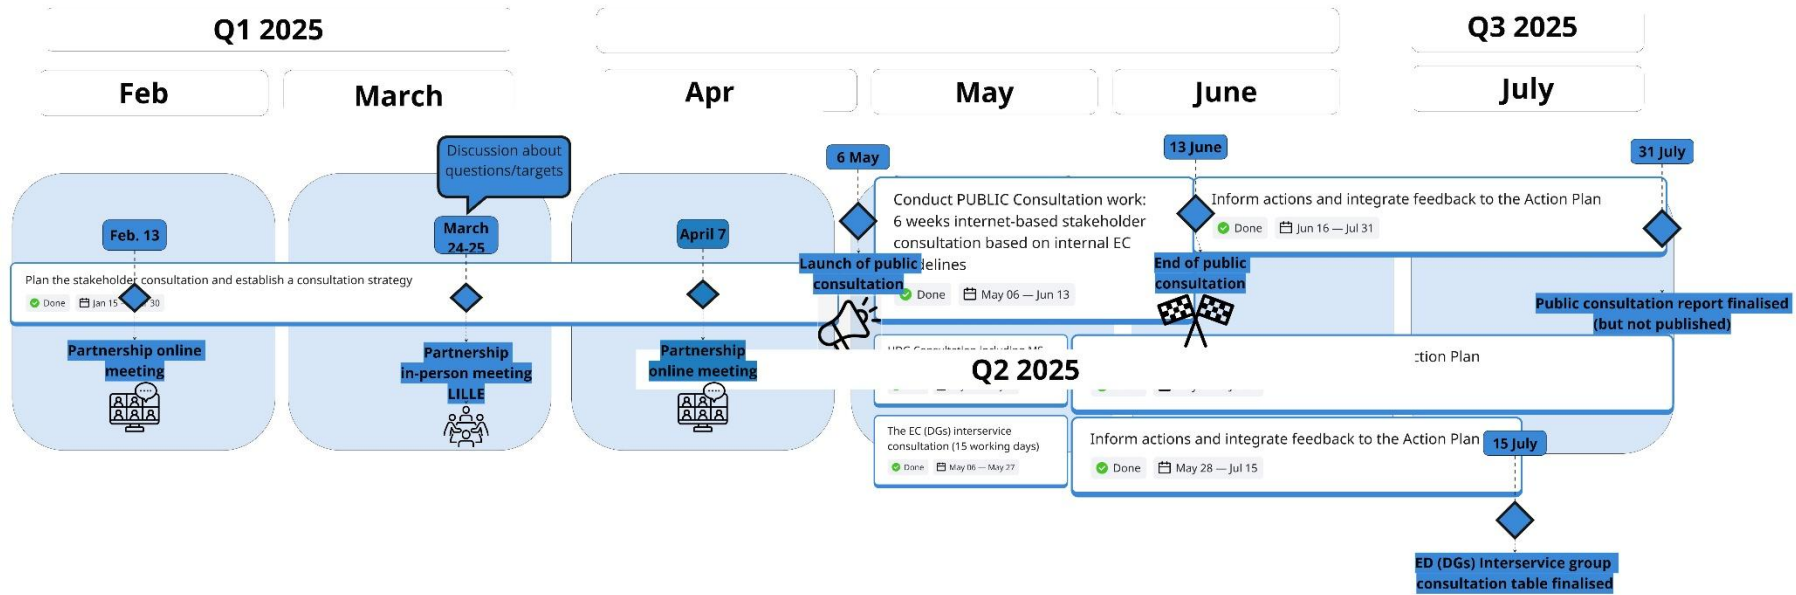 Q1 2025
Q3 2025
Feb
March
Apr
May
June
July
Discussion about
questions/targets
6 May
13 June
31 July
Feb. 13
March
24-25
April 7
Conduct PUBLIC Consultation work:
6 weeks internet-based stakeholder
consultation based on internal EC
Done
May 06 — Jun 13
Inform actions and integrate feedback to the Action Plan
Done
Jun 16 — Jul 31
Plan the stakeholder consultation and establish a consultation strategy
Done
Jan 15
30
Launch of public
consultation
End of public
consultation
Public consultation report finalised
(but not published)
Partnership online
meeting
Partnership
in-person meeting
LILLE
Partnership
online meeting
Q2 2025
Plan
The EC (DGs) interservice
consultation (15 working days)
Done
May 06 — May 27
Inform actions and integrate feedback to the Action Plan
Done
May 28 — Jul 15
15 July
ED (DGs) Interservice group
consultation table finalised